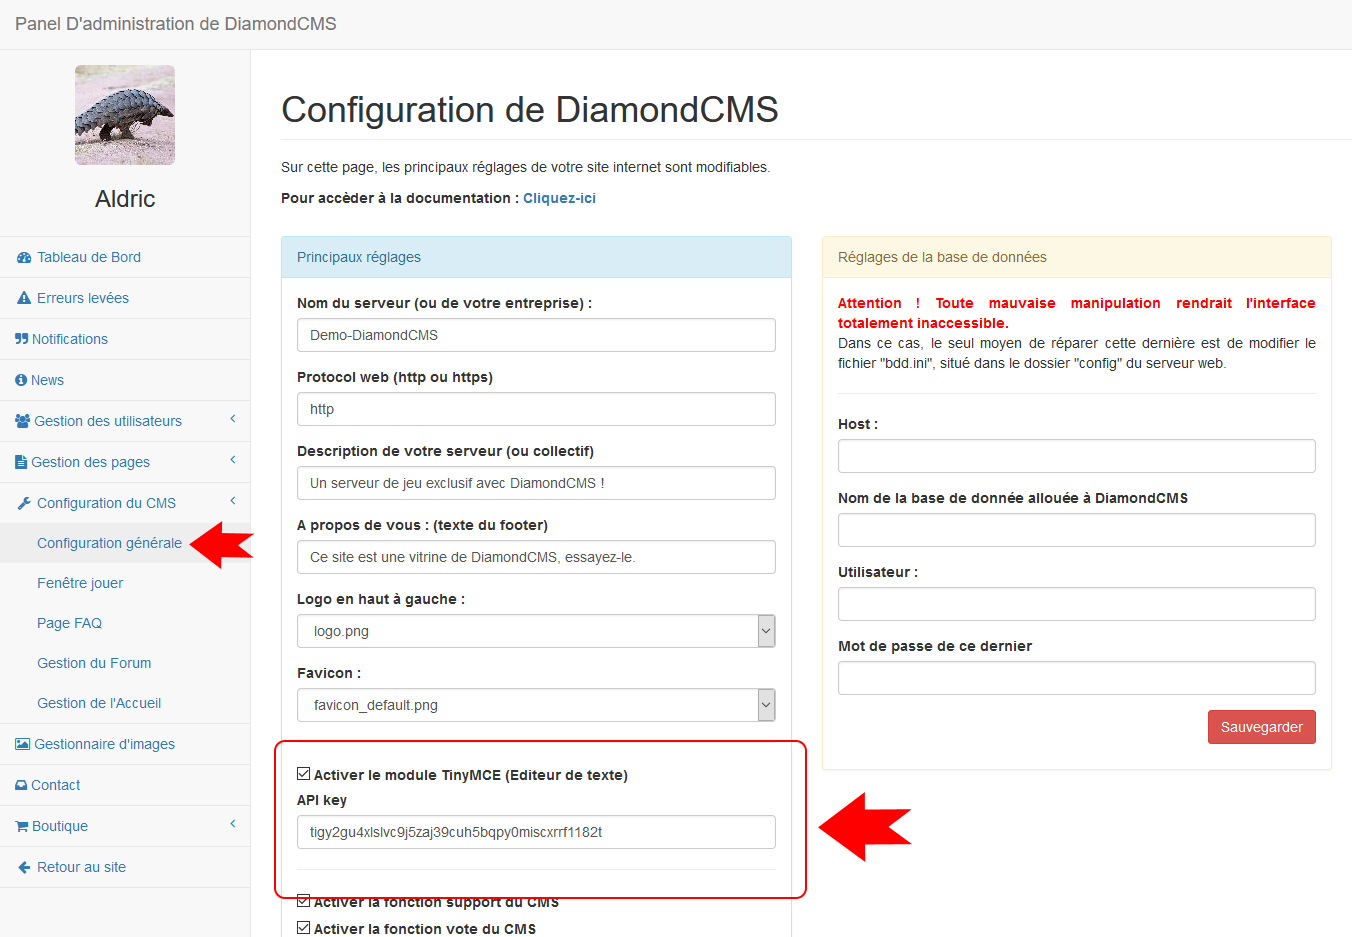 Panel D'administration de DiamondCMS
Aldric
Tableau de Bord
Erreurs levées
Notifications
News
Gestion des utilisateurs
Gestion des pages
Configuration du CMS
Configuration générale
Fenêtre jouer
Page FAQ
Gestion du Forum
Gestion de l'Accueil
Gestionnaire d'images
Contact
Boutique
Retour au site
Configuration de DiamondCMS
Sur cette page, les principaux réglages de votre site internet sont modifiables.
Pour accèder à la documentation : Cliquez-ici
Principaux réglages
Nom du serveur (ou de votre entreprise) :
Demo-DiamondCMS
Protocol web (http ou https)
http
Description de votre serveur (ou collectif)
Un serveur de jeu exclusif avec DiamondCMS !
A propos de vous : (texte du footer)
Ce site est une vitrine de DiamondCMS, essayez-le.
Logo en haut à gauche :
logo.png
Favicon :
favicon_default.png
Activer le module TinyMCE (Editeur de texte)
API key
tigy2gu4xlslvc9j5zaj39cuh5bqpy0miscxrrf1182t
Activer la fonction support du CMS
Activer la fonction vote du CMS
Réglages de la base de données
Attention ! Toute mauvaise manipulation rendrait l'interface
totalement inaccessible.
Dans ce cas, le seul moyen de réparer cette dernière est de modifier le
fichier "bdd.ini", situé dans le dossier "config" du serveur web.
Host :
Nom de la base de donnée allouée à DiamondCMS
Utilisateur :
Mot de passe de ce dernier
Sauvegarder